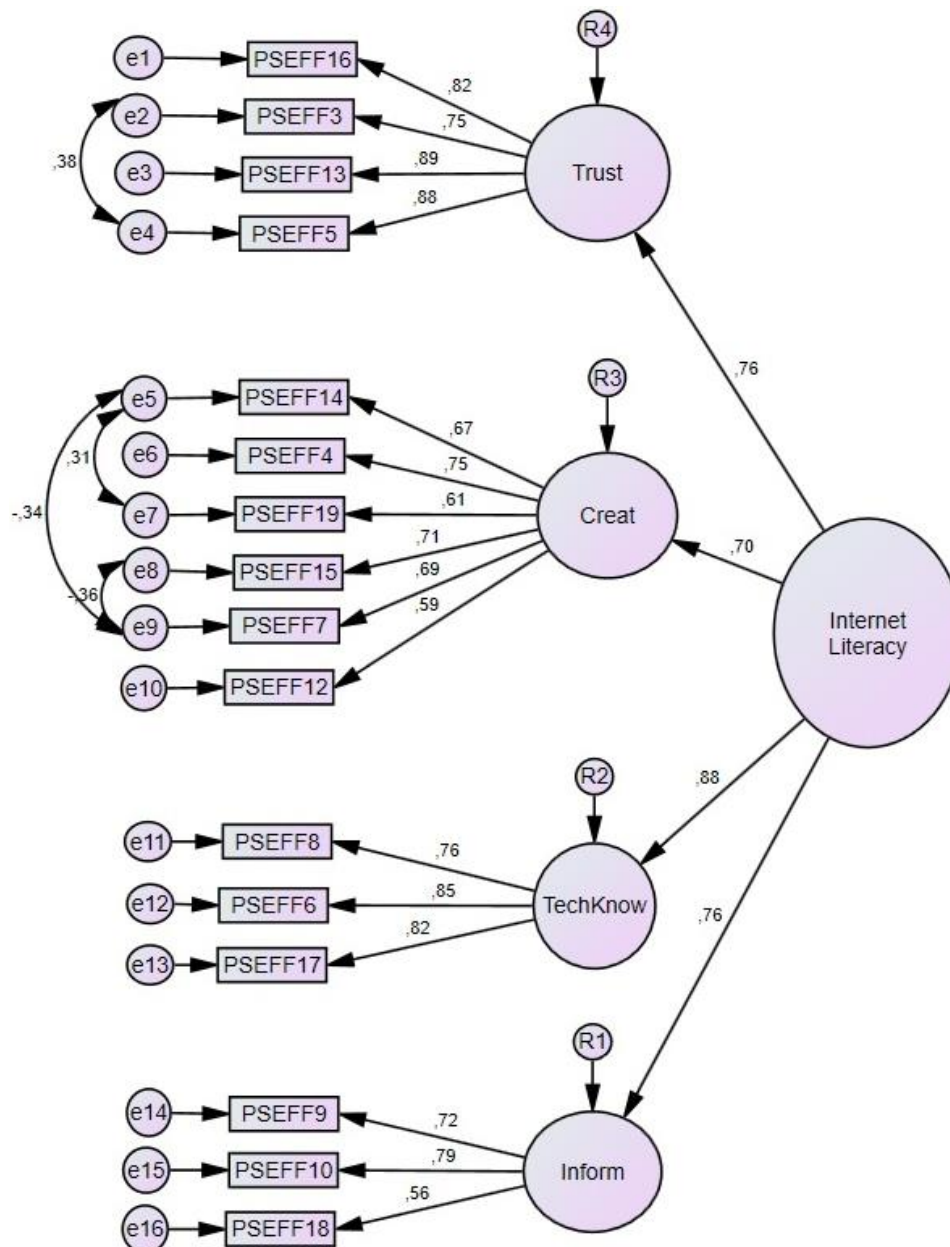 R4
e1
PSEFF16
,82
e2
PSEFF3
,75
,38
e3
PSEFF13
,89
Trust
e4
PSEFF5
,88
,76
R3
e5
PSEFF14
,67
,31
e6
PSEFF4
,75
-,34
e7
PSEFF19
,61
Creat
,70
e8
PSEFF15
,71
-,36
e9
PSEFF7
,69
e10
PSEFF12
,59
Internet
Literacy
R2
,88
e11
PSEFF8
,76
e12
PSEFF6
,85
TechKnow
e13
PSEFF17
,82
,76
R1
e14
PSEFF9
,72
e15
PSEFF10
,79
Inform
e16
PSEFF18
,56